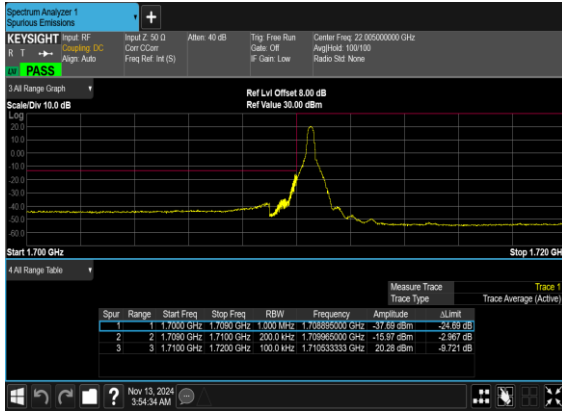 Spectrum Analyzer 1
Spurious Emissions
+
KEYSIGHT Input: RF Input Z: 50 Ω Atten: 40 dB Trig: Free Run Center Freq: 22.005000000 GHz
R T Coupling: DC Corr CCorr Gate: Off Avg|Hold: 100/100
Align: Auto Freq Ref: Int (S) IF Gain: Low Radio Std: None
PASS
3 All Range Graph Ref Lvl Offset 8.00 dB
Scale/Div 10.0 dB Ref Value 30.00 dBm
Log
20.0
10.0
0.00
-10.0
-20.0
-30.0
-40.0
-50.0
-60.0
Start 1.700 GHz Stop 1.720 GH
4 All Range Table
Measure Trace Trace 1
Trace Type Trace Average (Active)
Spur Range Start Freq Stop Freq RBW Frequency Amplitude ΔLimit
1 1 1.7000 GHz 1.7090 GHz 1.000 MHz 1.708895000 GHz -37.69 dBm -24.69 dB
2 2 1.7090 GHz 1.7100 GHz 200.0 kHz 1.709965000 GHz -15.97 dBm -2.967 dB
3 3 1.7100 GHz 1.7200 GHz 100.0 kHz 1.710533333 GHz 20.28 dBm -9.721 dB
? Nov 13, 2024
3:54:34 AM